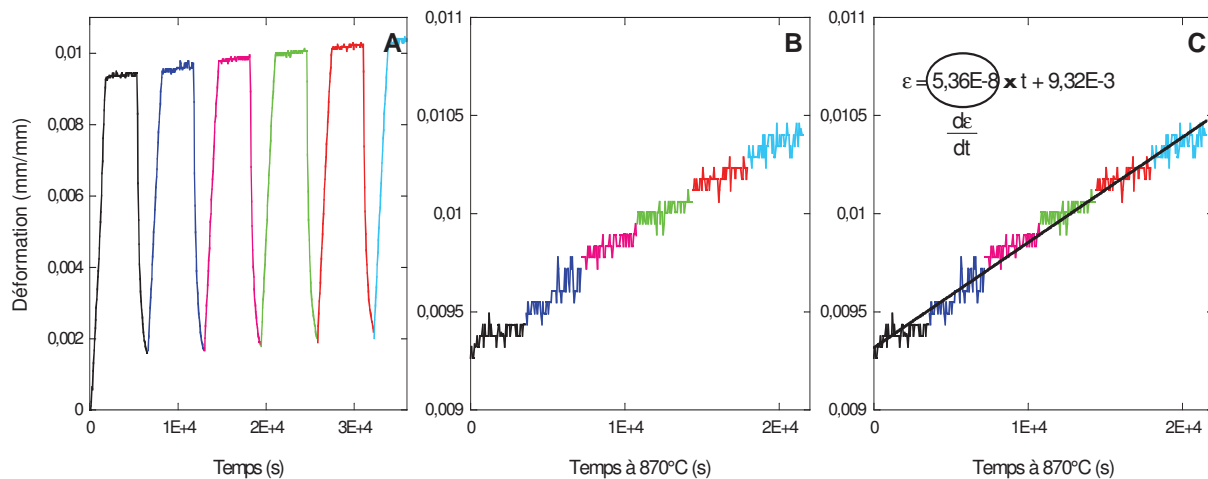 A
Déformation (mm/mm)
0,01
0,008
0,006
0,004
0,002
0
0 1E+4 2E+4 3E+4
Temps (s)
B
0,011
0,0105
0,01
0,0095
0,009
0 1E+4 2E+4
Temps à 870°C (s)
C
0,011
0,0105
0,01
0,0095
0,009
ε = 5,36E-8 x t + 9,32E-3
dε
dt
0 1E+4 2E+4
Temps à 870°C (s)